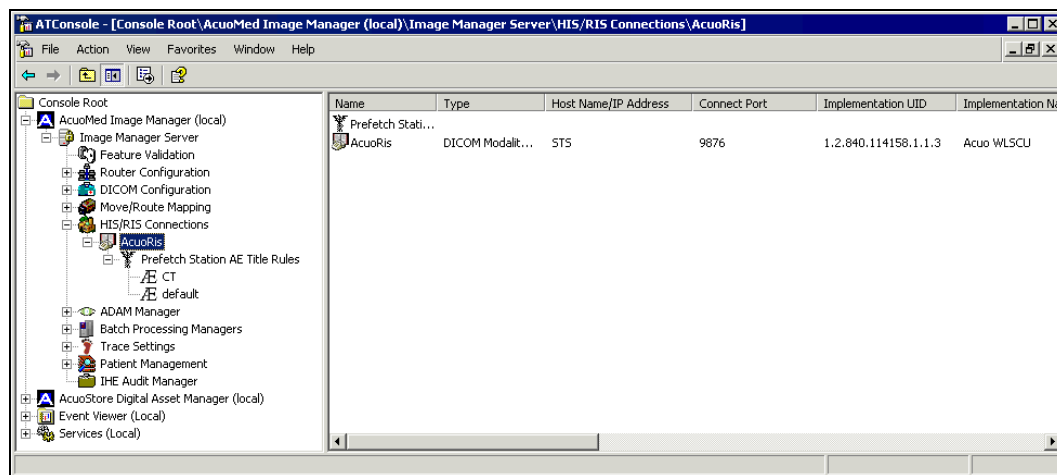 ATConsole - [Console Root\AcuoMed Image Manager (local)\Image Manager Server\HIS/RIS Connections\AcuoRis]
File Action View Favorites Window Help
Console Root
AcuoMed Image Manager (local)
Image Manager Server
Feature Validation
Router Configuration
DICOM Configuration
Move/Route Mapping
HIS/RIS Connections
AcuoRis
Prefetch Station AE Title Rules
Æ CT
Æ default
ADAM Manager
Batch Processing Managers
Trace Settings
Patient Management
IHE Audit Manager
AcuoStore Digital Asset Manager (local)
Event Viewer (Local)
Services (Local)
Name Type Host Name/IP Address Connect Port Implementation UID Implementation Na
Prefetch Stati...
AcuoRis DICOM Modalit... STS 9876 1.2.840.114158.1.1.3 Acuo WLSCU